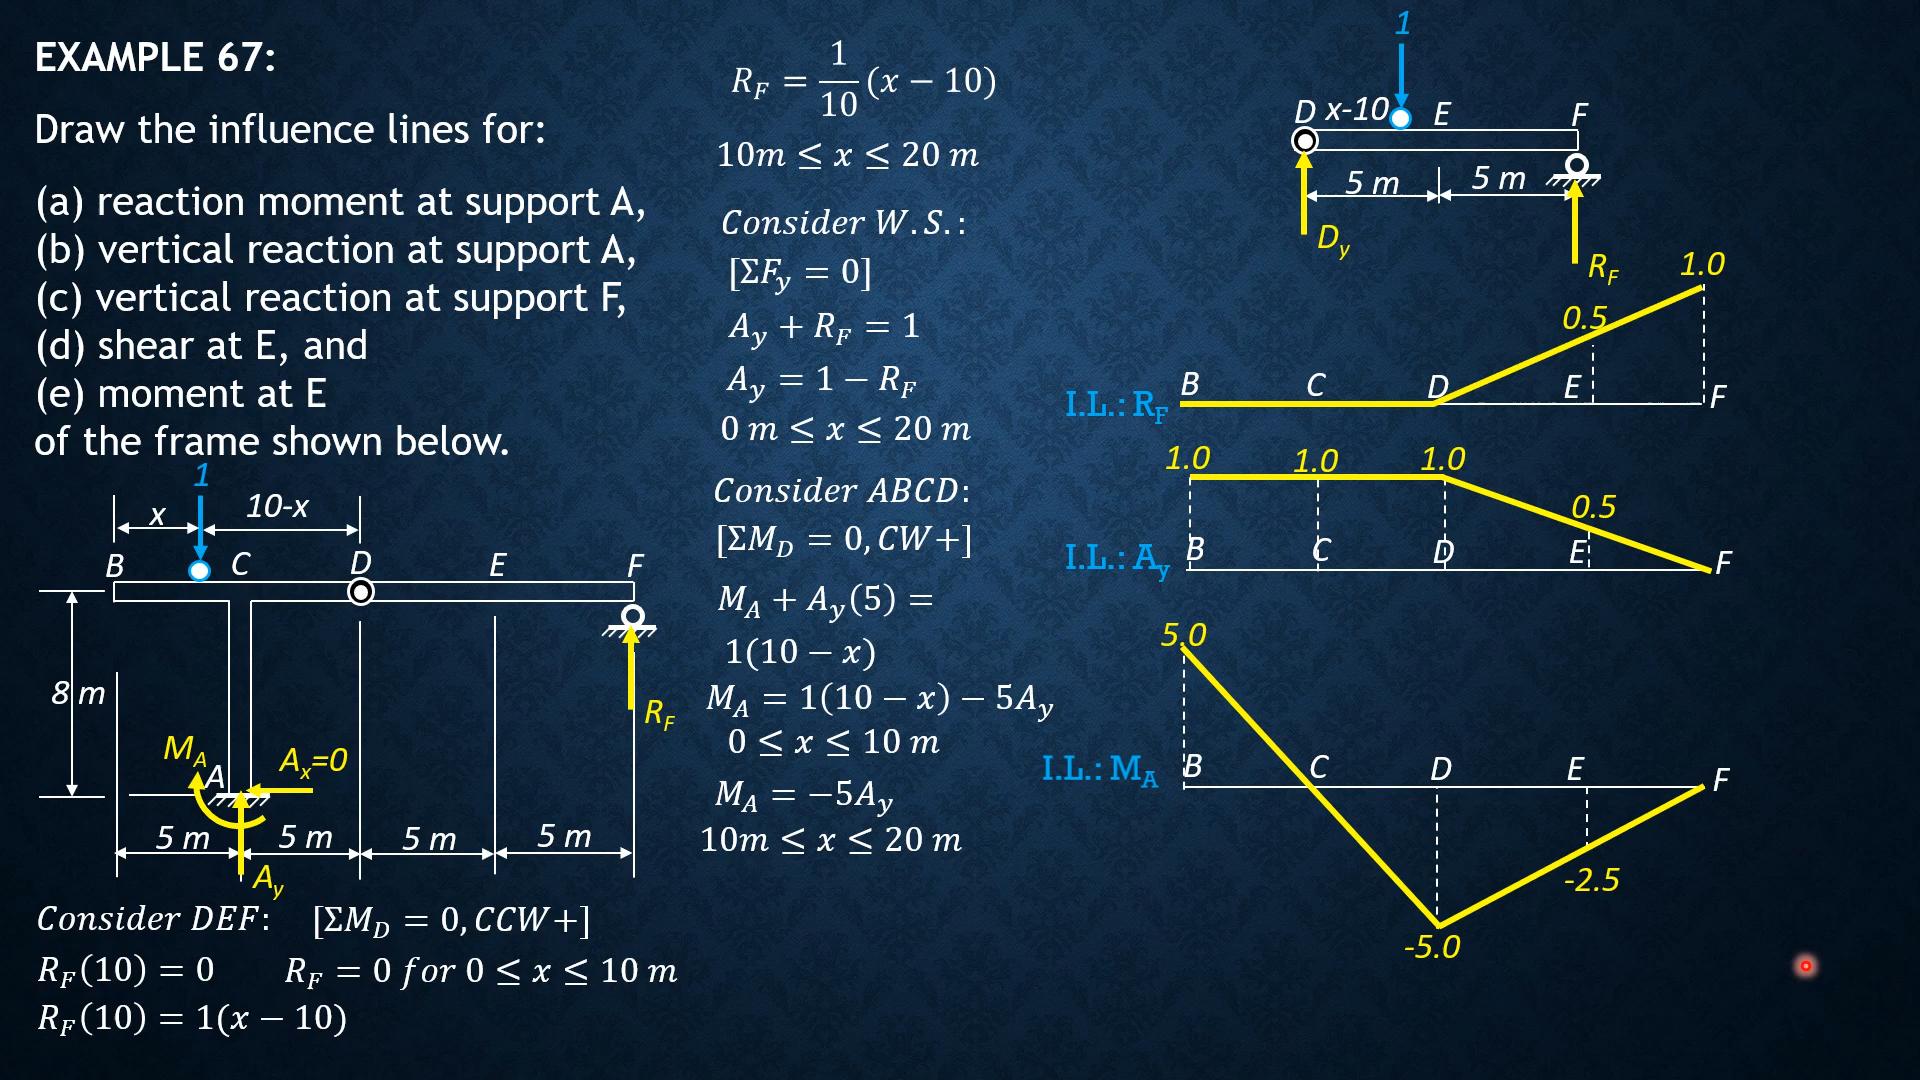 EXAMPLE 67:
Draw the influence lines for:
(a) reaction moment at support A,
(b) vertical reaction at support A,
(c) vertical reaction at support F,
(d) shear at E, and
(e) moment at E
of the frame shown below.
1
x 10-x
B C D E F
8 m
M_A A A_x=0
R_F
5 m 5 m 5 m 5 m
A_y
Consider DEF: [ΣM_D = 0, CCW+]
R_F(10) = 0 R_F = 0 for 0 ≤ x ≤ 10 m
R_F(10) = 1(x − 10)
R_F = 1/10 (x − 10)
10m ≤ x ≤ 20 m
Consider W.S.:
[ΣF_y = 0]
A_y + R_F = 1
A_y = 1 − R_F
0 m ≤ x ≤ 20 m
Consider ABCD:
[ΣM_D = 0, CW+]
M_A + A_y(5) =
1(10 − x)
M_A = 1(10 − x) − 5A_y
0 ≤ x ≤ 10 m
M_A = −5A_y
10m ≤ x ≤ 20 m
1
D x-10 E F
5 m 5 m
D_y
R_F
1.0
0.5
I.L.: R_F B C D E F
1.0 1.0 1.0
0.5
I.L.: A_y B C D E F
5.0
I.L.: M_A B C D E F
-2.5
-5.0